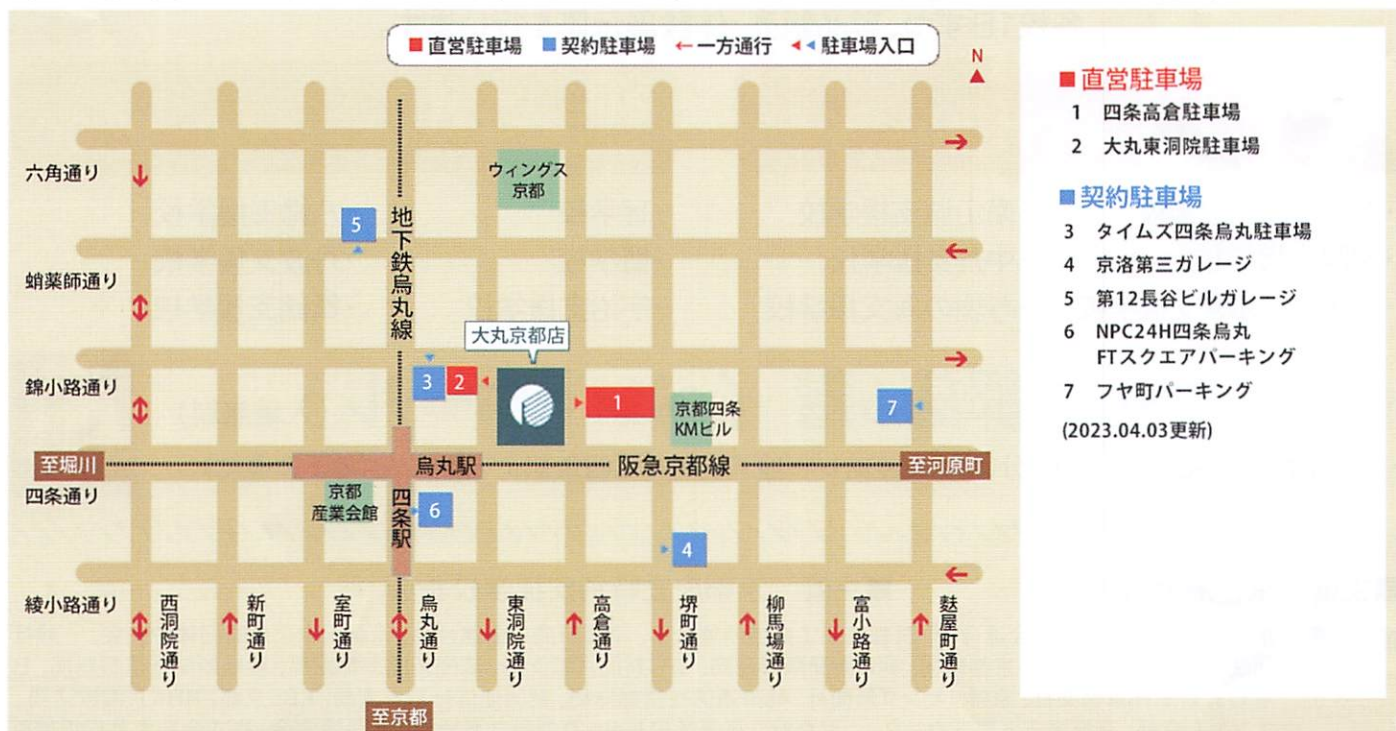 直営駐車場 契約駐車場 一方通行 駐車場入口
N
六角通り
蛸薬師通り
錦小路通り
四条通り
綾小路通り
ウィングス
京都
5
地下鉄烏丸線
大丸京都店
3
2
1
京都四条
KMビル
7
至堀川
烏丸駅
阪急京都線
至河原町
京都
産業会館
四条駅
6
4
西洞院通り
新町通り
室町通り
烏丸通り
東洞院通り
高倉通り
堺町通り
柳馬場通り
富小路通り
麩屋町通り
至京都
直営駐車場
1 四条高倉駐車場
2 大丸東洞院駐車場
契約駐車場
3 タイムズ四条烏丸駐車場
4 京洛第三ガレージ
5 第12長谷ビルガレージ
6 NPC24H四条烏丸
FTスクエアパーキング
7 フヤ町パーキング
(2023.04.03更新)